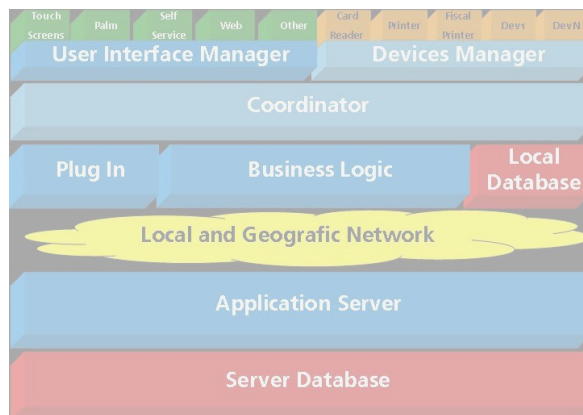 Touch Screens
Palm
Self Service
Web
Other
Card Reader
Printer
Fiscal Printer
Dev1
DevN
User Interface Manager
Devices Manager
Coordinator
Plug In
Business Logic
Local Database
Local and Geografic Network
Application Server
Server Database